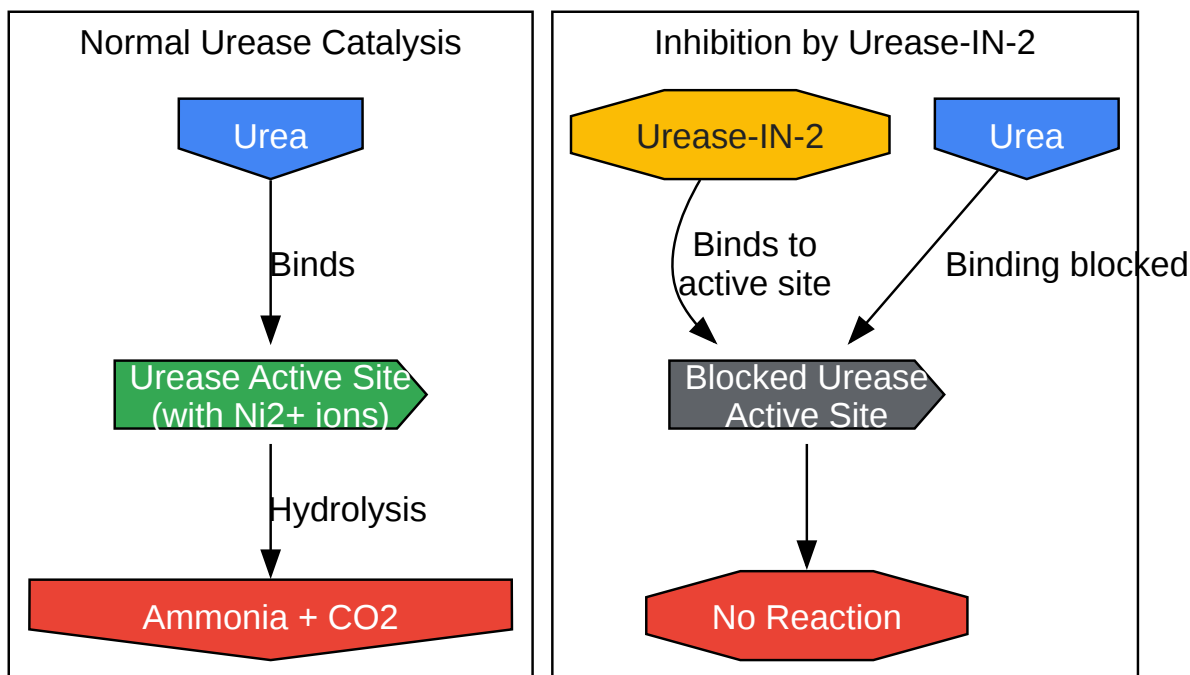 Normal Urease Catalysis
Urea
Binds
Urease Active Site
(with Ni2+ ions)
Hydrolysis
Ammonia + CO2
Inhibition by Urease-IN-2
Urease-IN-2
Urea
Binds to
active site
Binding blocked
Blocked Urease
Active Site
No Reaction